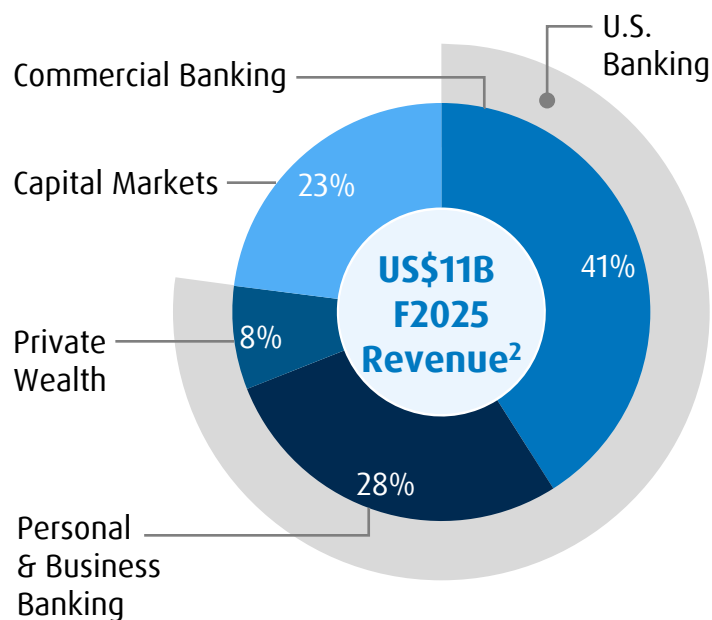 U.S.
Banking
Commercial Banking
Capital Markets
23%
41%
US$11B
F2025
Revenue²
Private
Wealth
8%
28%
Personal
& Business
Banking